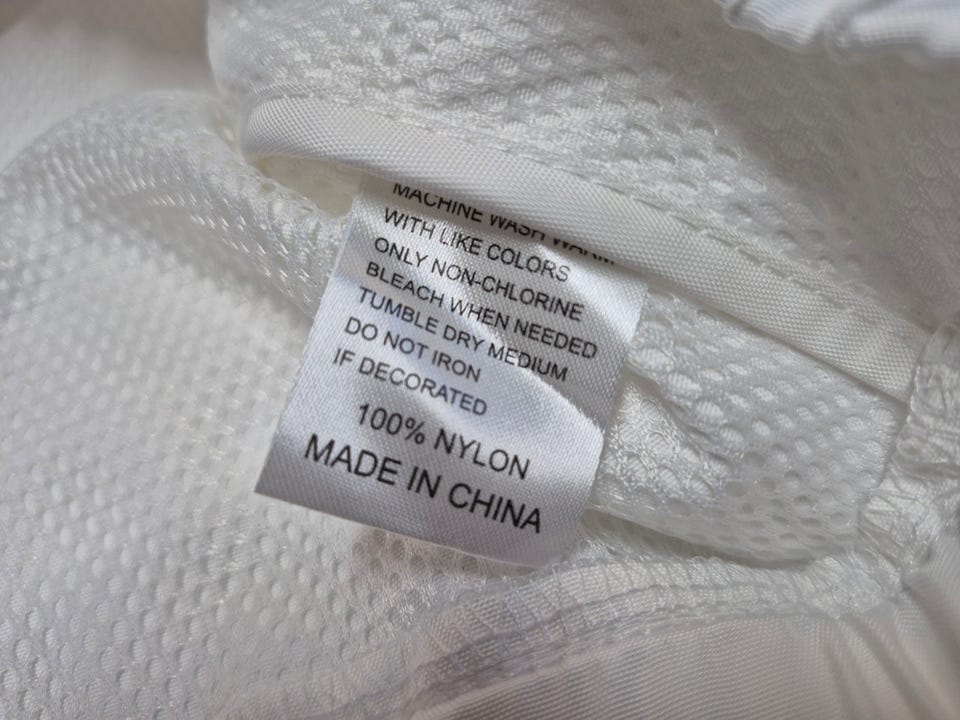 MACHINE WASH WARM
WITH LIKE COLORS
ONLY NON-CHLORINE
BLEACH WHEN NEEDED
TUMBLE DRY MEDIUM
DO NOT IRON
IF DECORATED
100% NYLON
MADE IN CHINA